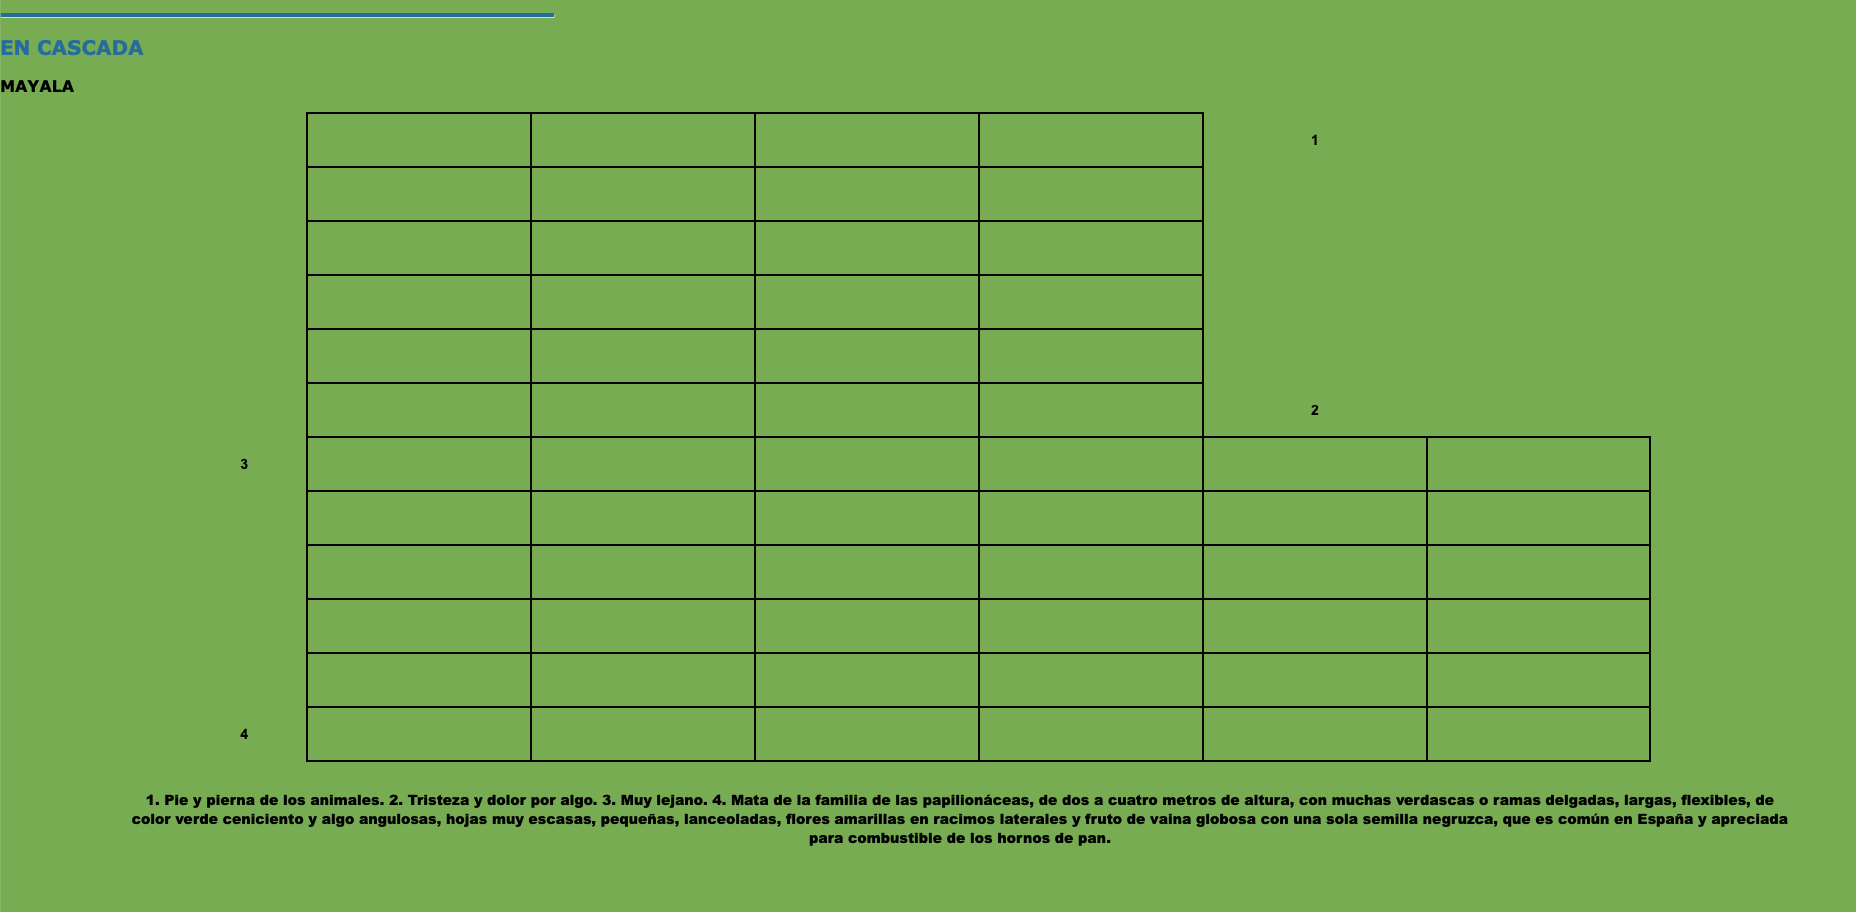 EN CASCADA
MAYALA
1
2
3
4
1. Pie y pierna de los animales. 2. Tristeza y dolor por algo. 3. Muy lejano. 4. Mata de la familia de las papilionáceas, de dos a cuatro metros de altura, con muchas verdascas o ramas delgadas, largas, flexibles, de
color verde ceniciento y algo angulosas, hojas muy escasas, pequeñas, lanceoladas, flores amarillas en racimos laterales y fruto de vaina globosa con una sola semilla negruzca, que es común en España y apreciada
para combustible de los hornos de pan.